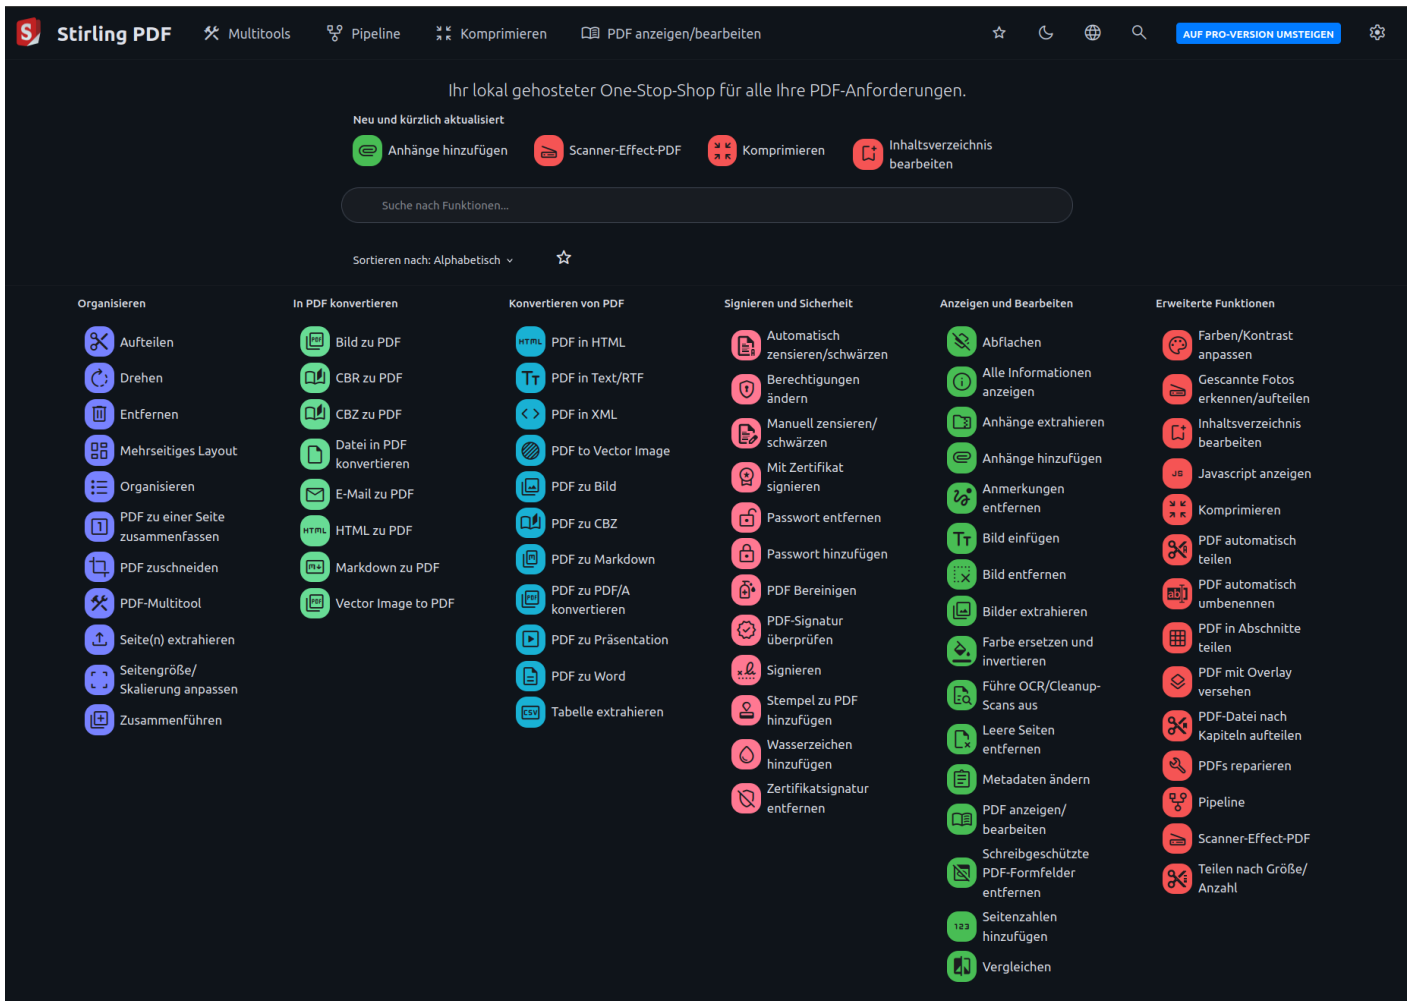 Stirling PDF
Multitools
Pipeline
Komprimieren
PDF anzeigen/bearbeiten
AUF PRO-VERSION UMSTEIGEN
Ihr lokal gehosteter One-Stop-Shop für alle Ihre PDF-Anforderungen.
Neu und kürzlich aktualisiert
Anhänge hinzufügen
Scanner-Effect-PDF
Komprimieren
Inhaltsverzeichnis
bearbeiten
Suche nach Funktionen...
Sortieren nach: Alphabetisch
Organisieren
Aufteilen
Drehen
Entfernen
Mehrseitiges Layout
Organisieren
PDF zu einer Seite
zusammenfassen
PDF zuschneiden
PDF-Multitool
Seite(n) extrahieren
Seitengröße/
Skalierung anpassen
Zusammenführen
In PDF konvertieren
Bild zu PDF
CBR zu PDF
CBZ zu PDF
Datei in PDF
konvertieren
E-Mail zu PDF
HTML zu PDF
Markdown zu PDF
Vector Image to PDF
Konvertieren von PDF
PDF in HTML
PDF in Text/RTF
PDF in XML
PDF to Vector Image
PDF zu Bild
PDF zu CBZ
PDF zu Markdown
PDF zu PDF/A
konvertieren
PDF zu Präsentation
PDF zu Word
Tabelle extrahieren
Signieren und Sicherheit
Automatisch
zensieren/schwärzen
Berechtigungen
ändern
Manuell zensieren/
schwärzen
Mit Zertifikat
signieren
Passwort entfernen
Passwort hinzufügen
PDF Bereinigen
PDF-Signatur
überprüfen
Signieren
Stempel zu PDF
hinzufügen
Wasserzeichen
hinzufügen
Zertifikatsignatur
entfernen
Anzeigen und Bearbeiten
Abflachen
Alle Informationen
anzeigen
Anhänge extrahieren
Anhänge hinzufügen
Anmerkungen
entfernen
Bild einfügen
Bild entfernen
Bilder extrahieren
Farbe ersetzen und
invertieren
Führe OCR/Cleanup-
Scans aus
Leere Seiten
entfernen
Metadaten ändern
PDF anzeigen/
bearbeiten
Schreibgeschützte
PDF-Formfelder
entfernen
Seitenzahlen
hinzufügen
Vergleichen
Erweiterte Funktionen
Farben/Kontrast
anpassen
Gescannte Fotos
erkennen/aufteilen
Inhaltsverzeichnis
bearbeiten
Javascript anzeigen
Komprimieren
PDF automatisch
teilen
PDF automatisch
umbenennen
PDF in Abschnitte
teilen
PDF mit Overlay
versehen
PDF-Datei nach
Kapiteln aufteilen
PDFs reparieren
Pipeline
Scanner-Effect-PDF
Teilen nach Größe/
Anzahl